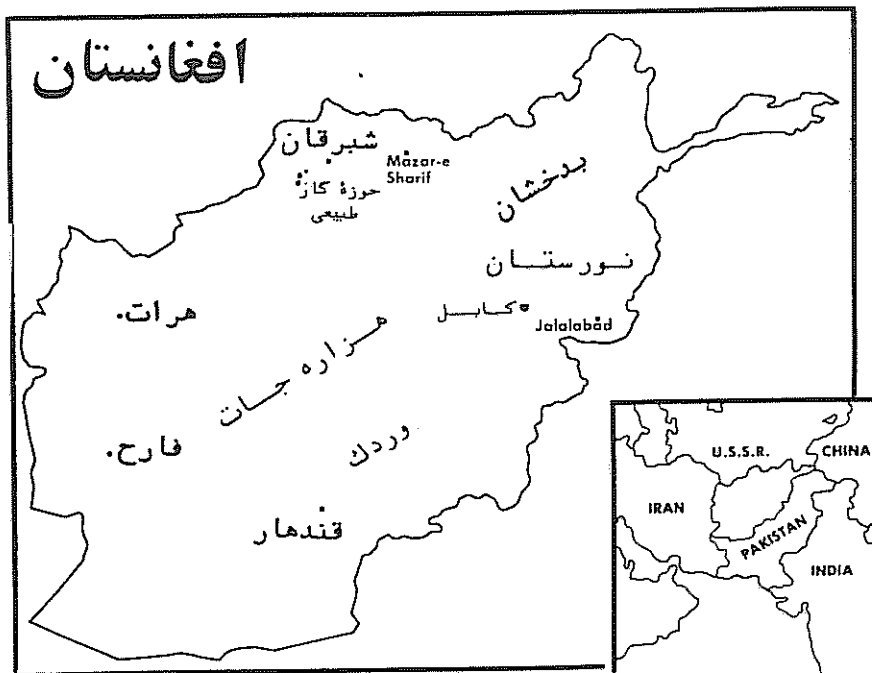 افغانستان
شبرقان
Mazar-e
Sharif
حوزهٔ گاز
طبیعی
بدخشان
نورستان
هرات
کابل
Jalalabad
هزاره جات
فارح
وردك
قندهار
U.S.S.R.
CHINA
IRAN
PAKISTAN
INDIA